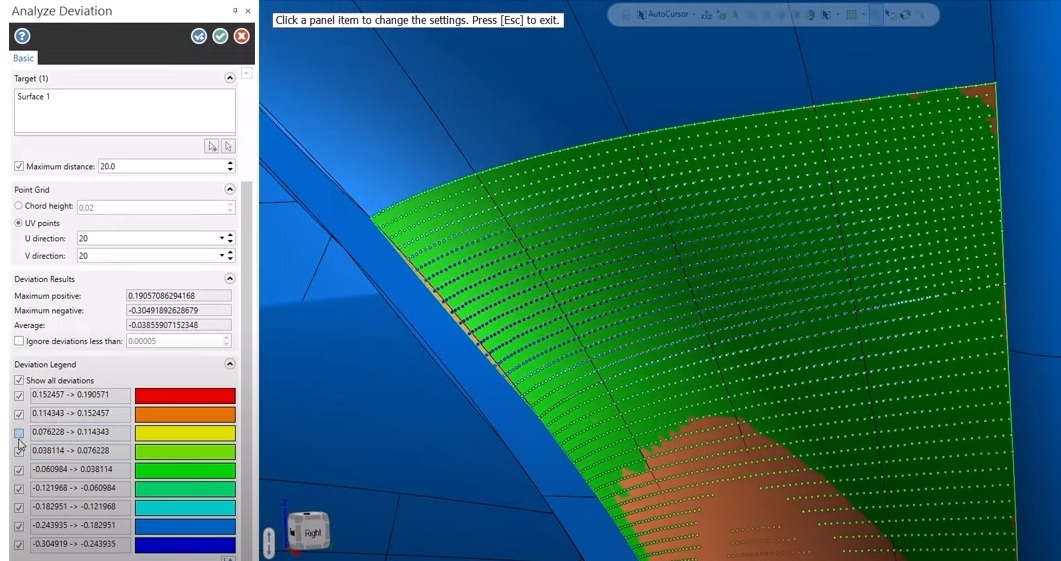 Analyze Deviation
Basic
Target (1)
Surface 1
Maximum distance: 20.0
Point Grid
Chord height: 0.02
UV points
U direction: 20
V direction: 20
Deviation Results
Maximum positive: 0.19057086294168
Maximum negative: -0.30491892628679
Average: -0.03855907152348
Ignore deviations less than: 0.00005
Deviation Legend
Show all deviations
0.152457 -> 0.190571
0.114343 -> 0.152457
0.076228 -> 0.114343
0.038114 -> 0.076228
-0.060984 -> 0.038114
-0.121968 -> -0.060984
-0.182951 -> -0.121968
-0.243935 -> -0.182951
-0.304919 -> -0.243935
Click a panel item to change the settings. Press [Esc] to exit.
AutoCursor
Z
Right